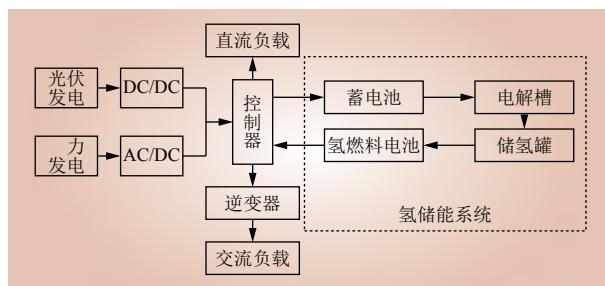 直流负载
光伏
发电
DC/DC
控
制
器
蓄电池
电解槽
力
发电
AC/DC
氢燃料电池
储氢罐
逆变器
氢储能系统
交流负载